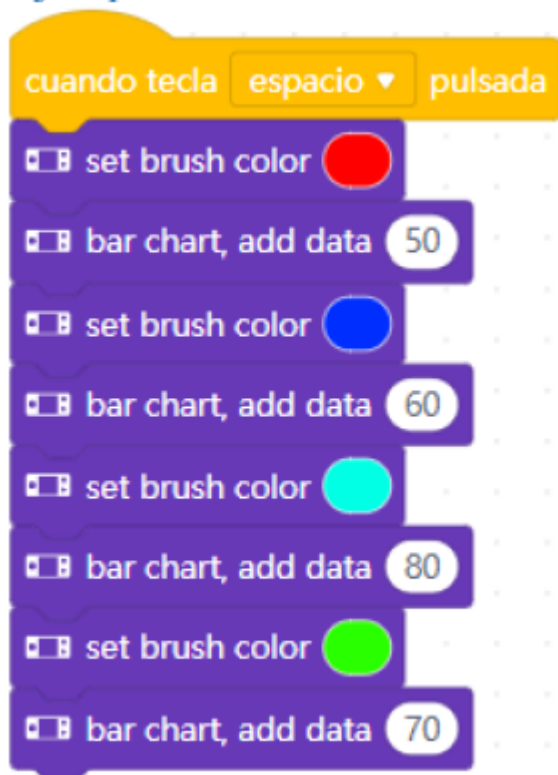 cuando tecla espacio pulsada
set brush color
bar chart, add data 50
set brush color
bar chart, add data 60
set brush color
bar chart, add data 80
set brush color
bar chart, add data 70